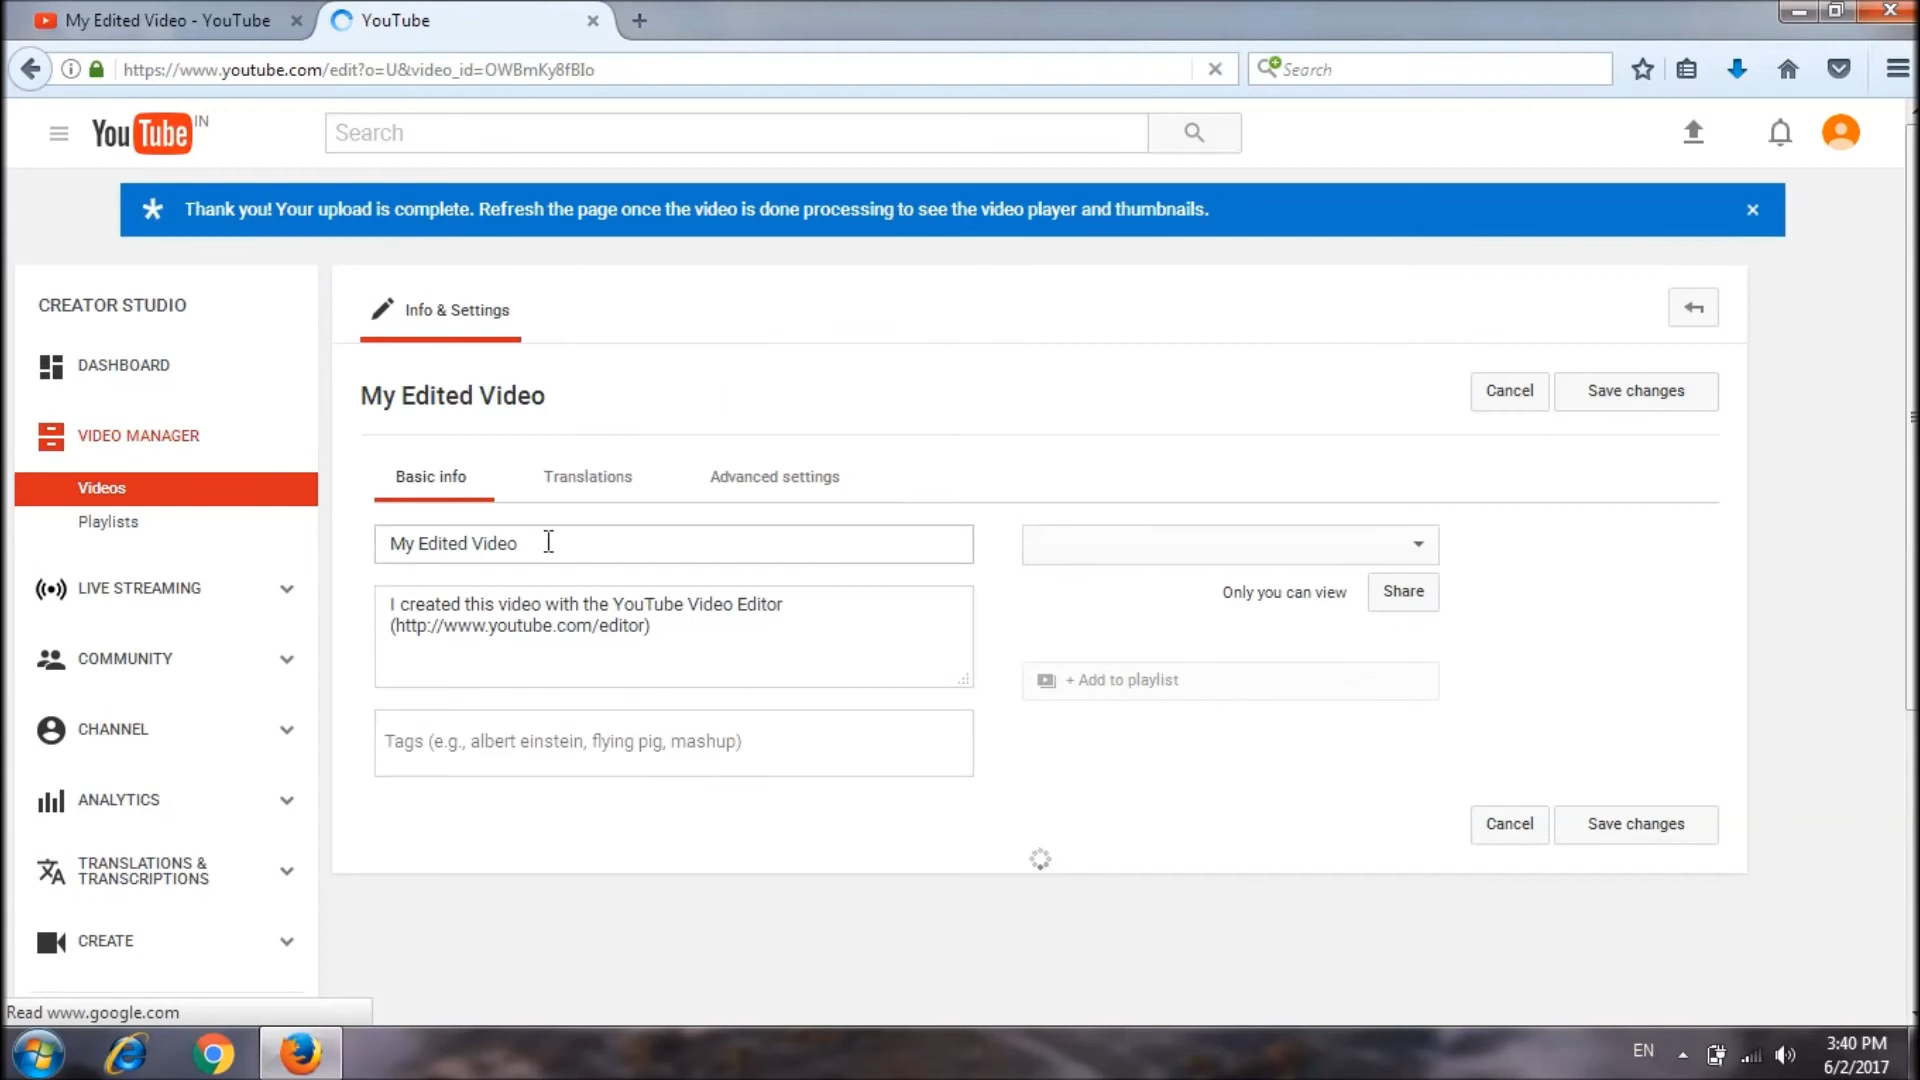 My Edited Video - YouTube
YouTube
https://www.youtube.com/edit?o=U&video_id=OWBmKy8fBIo
Search
YouTube IN
Search
Thank you! Your upload is complete. Refresh the page once the video is done processing to see the video player and thumbnails.
CREATOR STUDIO
DASHBOARD
VIDEO MANAGER
Videos
Playlists
LIVE STREAMING
COMMUNITY
CHANNEL
ANALYTICS
TRANSLATIONS &
TRANSCRIPTIONS
CREATE
Info & Settings
My Edited Video
Cancel
Save changes
Basic info
Translations
Advanced settings
My Edited Video
I created this video with the YouTube Video Editor
(http://www.youtube.com/editor)
Tags (e.g., albert einstein, flying pig, mashup)
Only you can view
Share
+ Add to playlist
Cancel
Save changes
Read www.google.com
EN
3:40 PM
6/2/2017